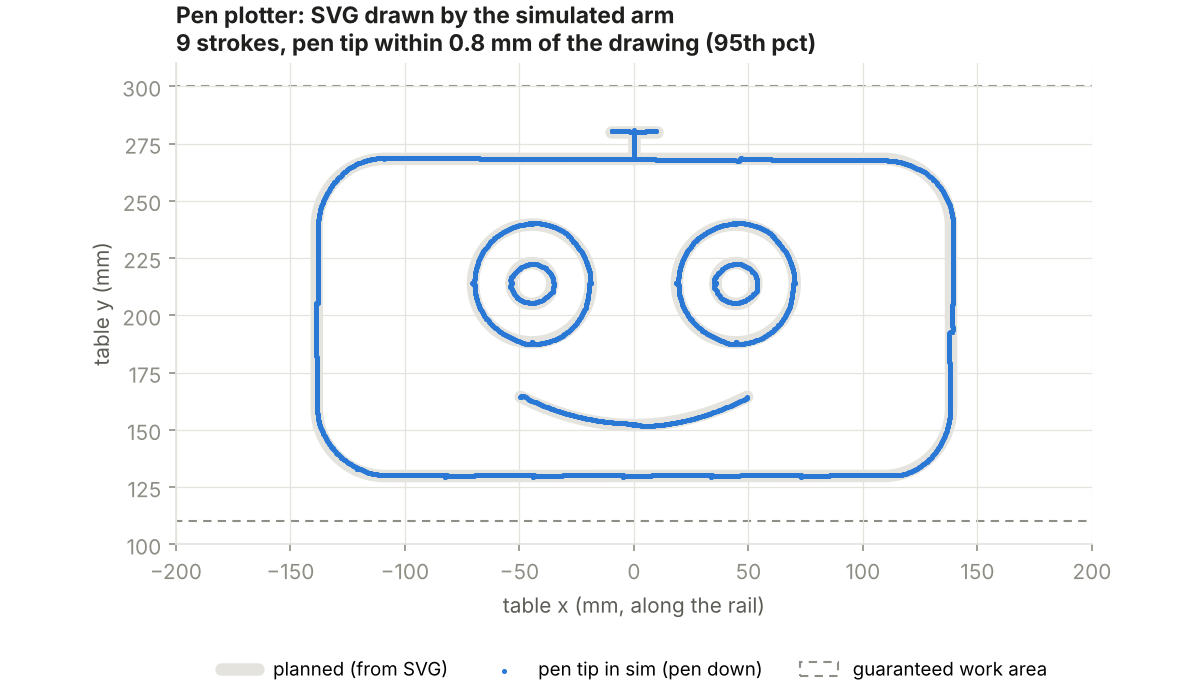 Pen plotter: SVG drawn by the simulated arm
9 strokes, pen tip within 0.8 mm of the drawing (95th pct)
300
275
250
225
200
175
150
125
100
table y (mm)
−200 −150 −100 −50 0 50 100 150 200
table x (mm, along the rail)
planned (from SVG) pen tip in sim (pen down) guaranteed work area